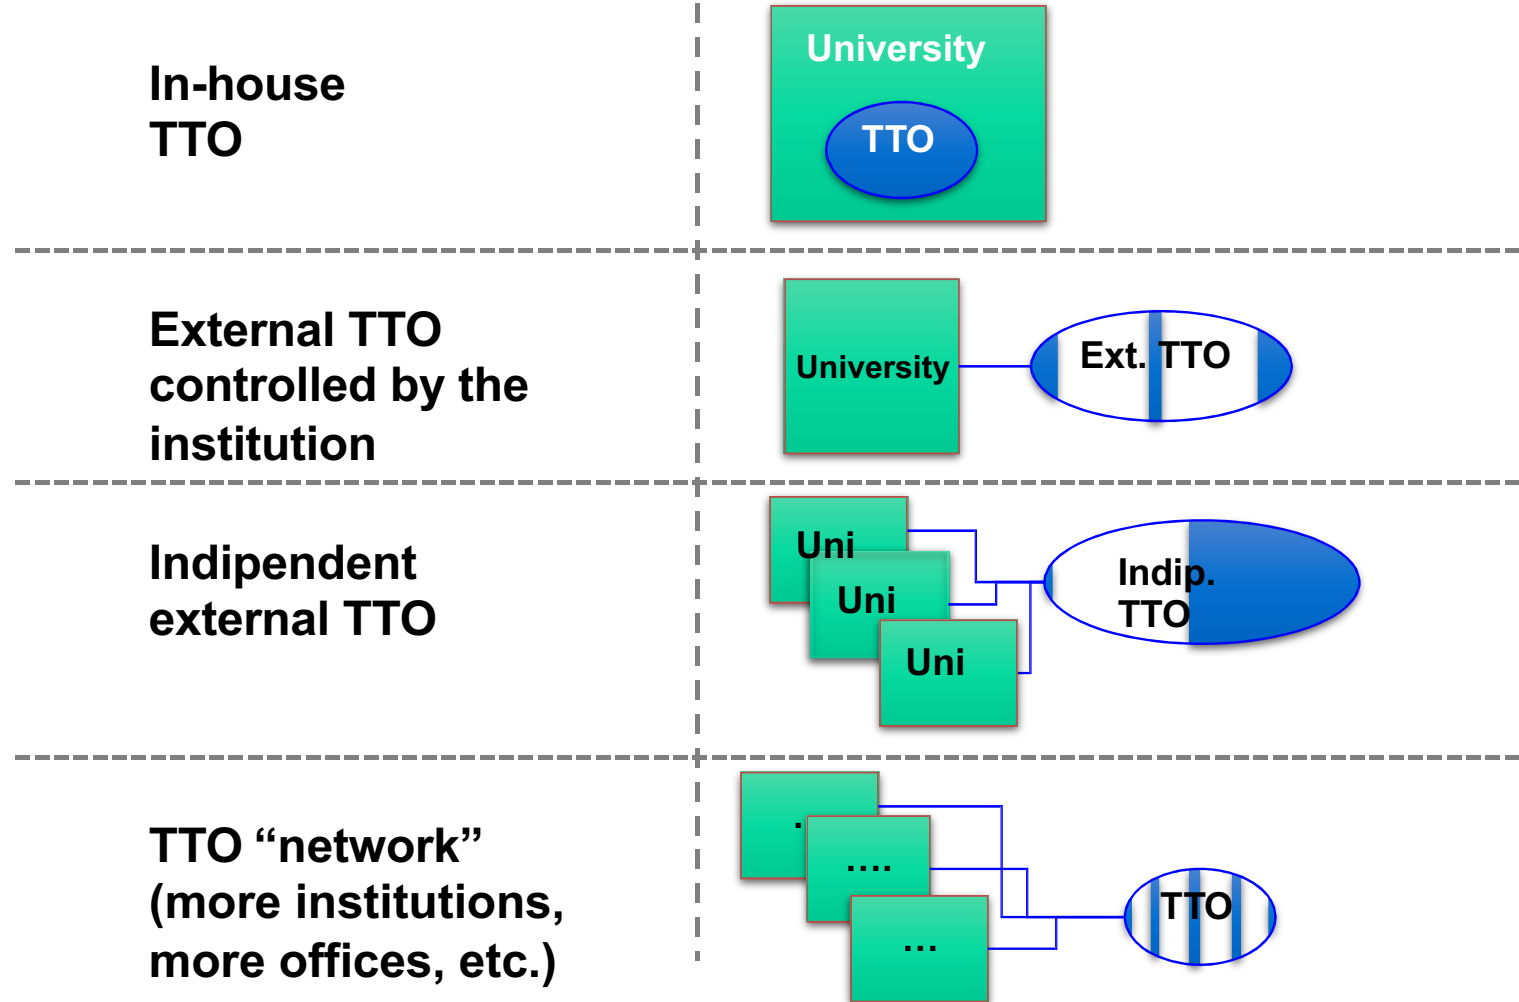 In-house
TTO
University
TTO
External TTO
controlled by the
institution
University
Ext. TTO
Indipendent
external TTO
Uni
Uni
Uni
Indip.
TTO
TTO “network”
(more institutions,
more offices, etc.)
.
....
...
TTO